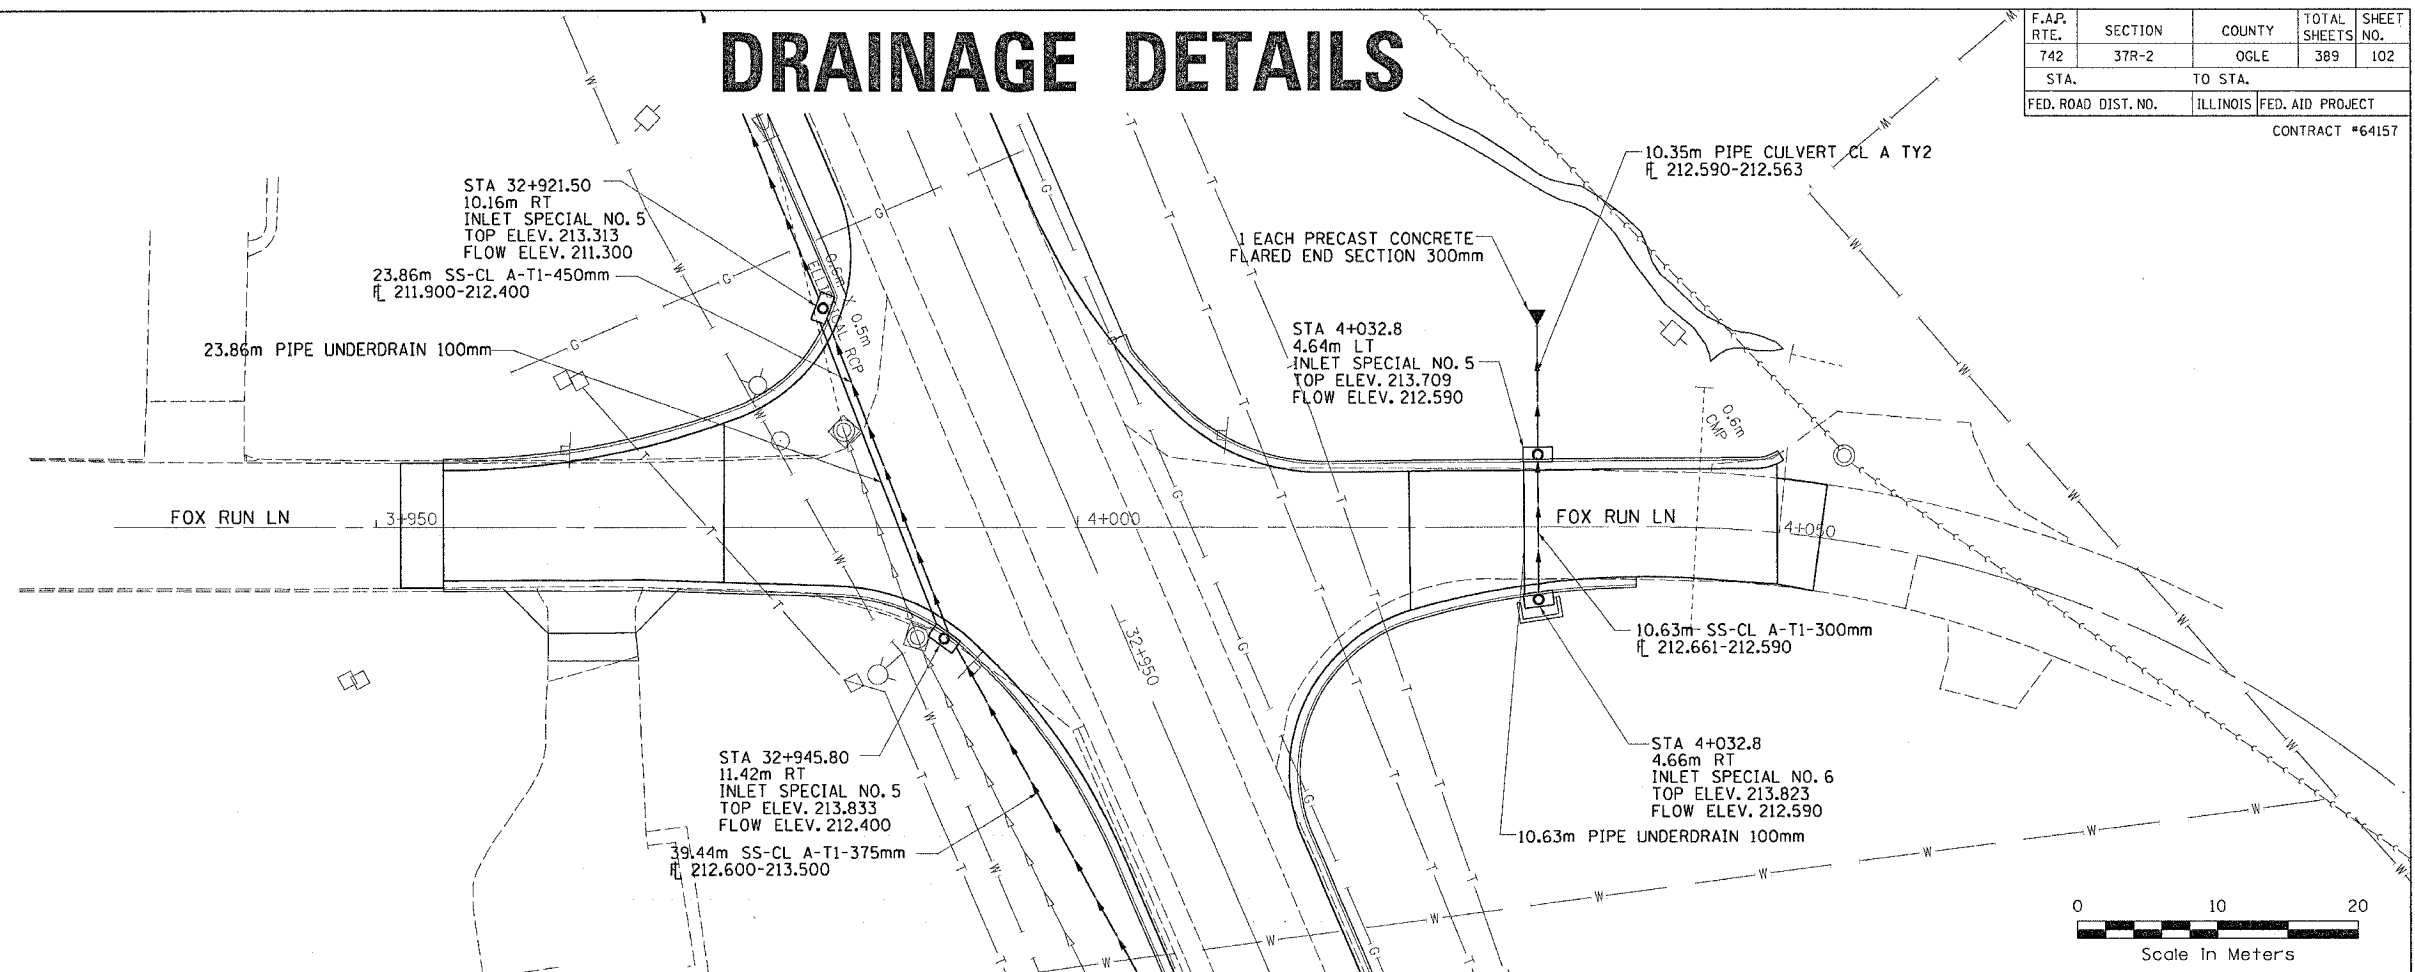 DRAINAGE DETAILS
F.A.P. RTE.
SECTION
COUNTY
TOTAL SHEETS
SHEET NO.
742
37R-2
OGLE
389
102
STA.
TO STA.
FED. ROAD DIST. NO.
ILLINOIS
FED. AID PROJECT
CONTRACT #64157
STA 32+921.50
10.16m RT
INLET SPECIAL NO. 5
TOP ELEV. 213.313
FLOW ELEV. 211.300
23.86m SS-CL A-T1-450mm
FL 211.900-212.400
23.86m PIPE UNDERDRAIN 100mm
0.6m X 0.5m
ELLIPTICAL RCP
10.35m PIPE CULVERT CL A TY2
FL 212.590-212.563
1 EACH PRECAST CONCRETE
FLARED END SECTION 300mm
STA 4+032.8
4.64m LT
INLET SPECIAL NO. 5
TOP ELEV. 213.709
FLOW ELEV. 212.590
0.6m
CMP
FOX RUN LN
3+950
4+000
FOX RUN LN
4+050
32+950
10.63m SS-CL A-T1-300mm
FL 212.661-212.590
STA 4+032.8
4.66m RT
INLET SPECIAL NO. 6
TOP ELEV. 213.823
FLOW ELEV. 212.590
10.63m PIPE UNDERDRAIN 100mm
STA 32+945.80
11.42m RT
INLET SPECIAL NO. 5
TOP ELEV. 213.833
FLOW ELEV. 212.400
39.44m SS-CL A-T1-375mm
FL 212.600-213.500
0 10 20
Scale in Meters